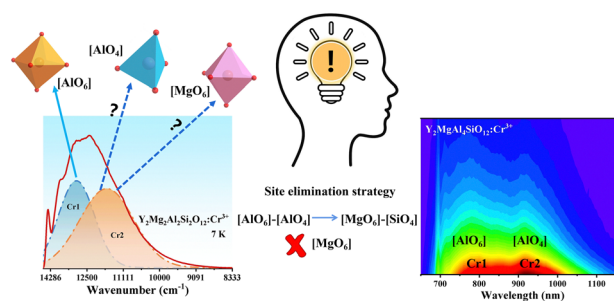 [AlO₄]
[AlO₆]
?
[MgO₆]
?
!
Cr1
Cr2
Y₂Mg₂Al₂Si₂O₁₂:Cr³⁺
7 K
14286 12500 11111 10000 9091 8333
Wavenumber (cm⁻¹)
Site elimination strategy
[AlO₆]-[AlO₄] → [MgO₆]-[SiO₄]
[MgO₆]
Y₂MgAl₄SiO₁₂:Cr³⁺
[AlO₆] [AlO₄]
Cr1 Cr2
700 800 900 1000 1100
Wavelength (nm)